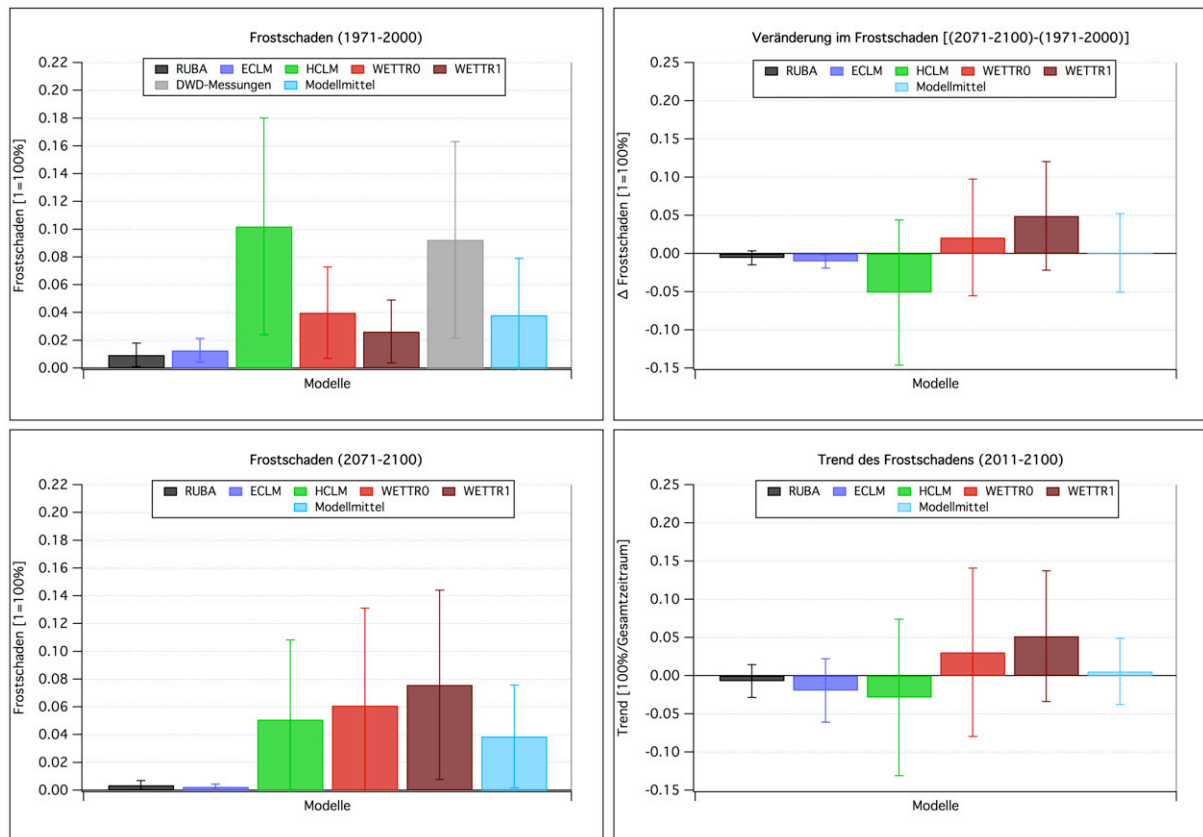 Frostschaden (1971-2000)
RUBA ECLM HCLM WETTR0 WETTR1
DWD-Messungen Modellmittel
Frostschaden [1=100%]
0.22
0.20
0.18
0.16
0.14
0.12
0.10
0.08
0.06
0.04
0.02
0.00
Modelle
Veränderung im Frostschaden [(2071-2100)-(1971-2000)]
RUBA ECLM HCLM WETTR0 WETTR1
Modellmittel
Δ Frostschaden [1=100%]
0.25
0.20
0.15
0.10
0.05
0.00
-0.05
-0.10
-0.15
Modelle
Frostschaden (2071-2100)
RUBA ECLM HCLM WETTR0 WETTR1
Modellmittel
Frostschaden [1=100%]
0.22
0.20
0.18
0.16
0.14
0.12
0.10
0.08
0.06
0.04
0.02
0.00
Modelle
Trend des Frostschadens (2011-2100)
RUBA ECLM HCLM WETTR0 WETTR1
Modellmittel
Trend [100%/Gesamtzeitraum]
0.25
0.20
0.15
0.10
0.05
0.00
-0.05
-0.10
-0.15
Modelle